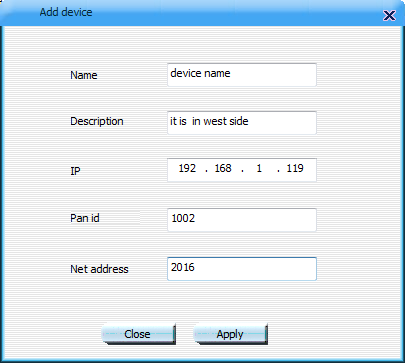 Add device
Name device name
Description it is in west side
IP 192 . 168 . 1 . 119
Pan id 1002
Net address 2016
Close Apply